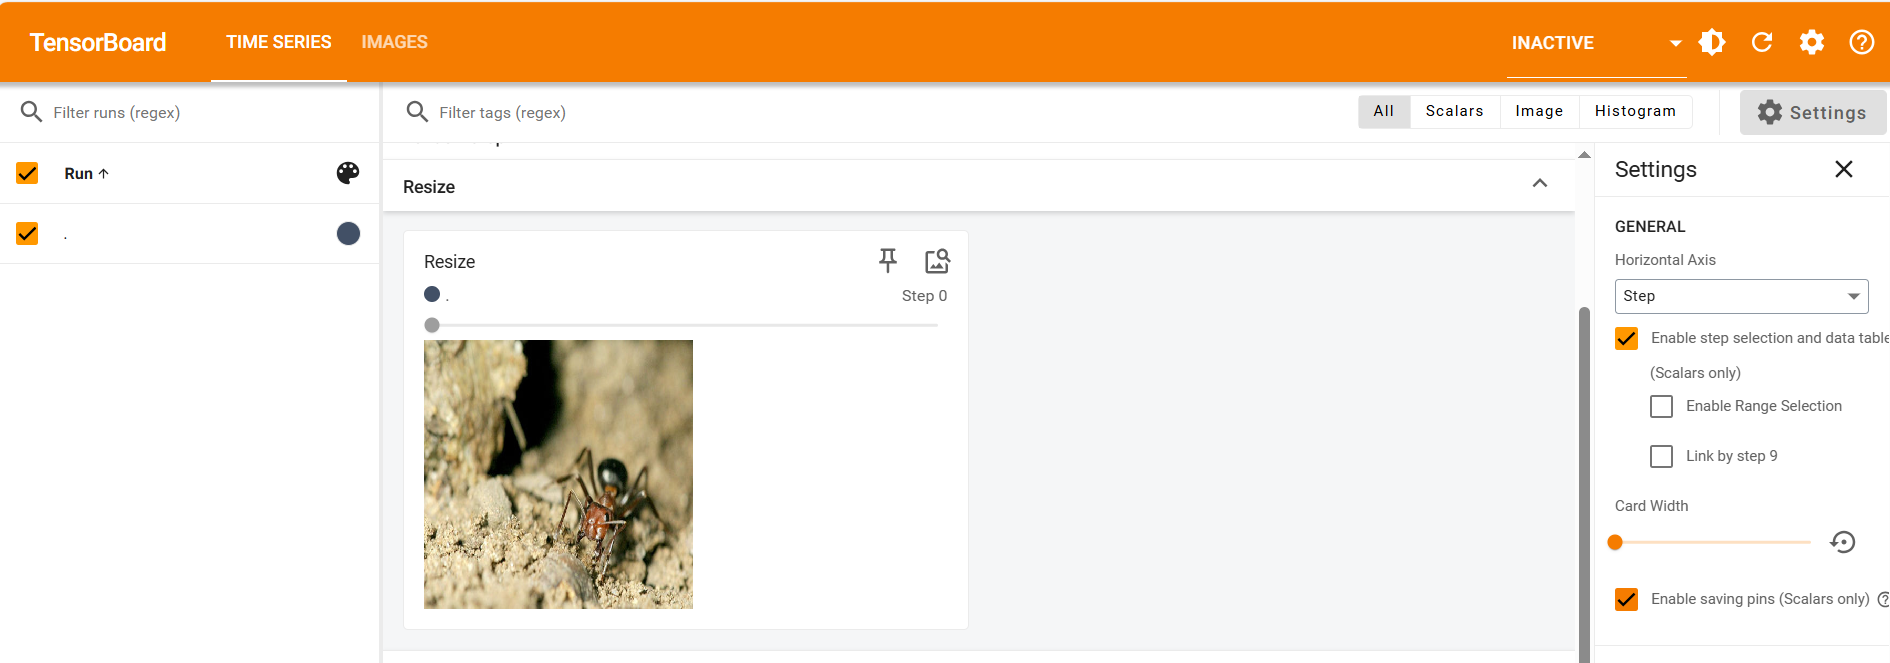 TensorBoard
TIME SERIES
IMAGES
INACTIVE
Filter runs (regex)
Filter tags (regex)
All
Scalars
Image
Histogram
Settings
Run
.
Resize
Resize
.
Step 0
Settings
GENERAL
Horizontal Axis
Step
Enable step selection and data table
(Scalars only)
Enable Range Selection
Link by step 9
Card Width
Enable saving pins (Scalars only)